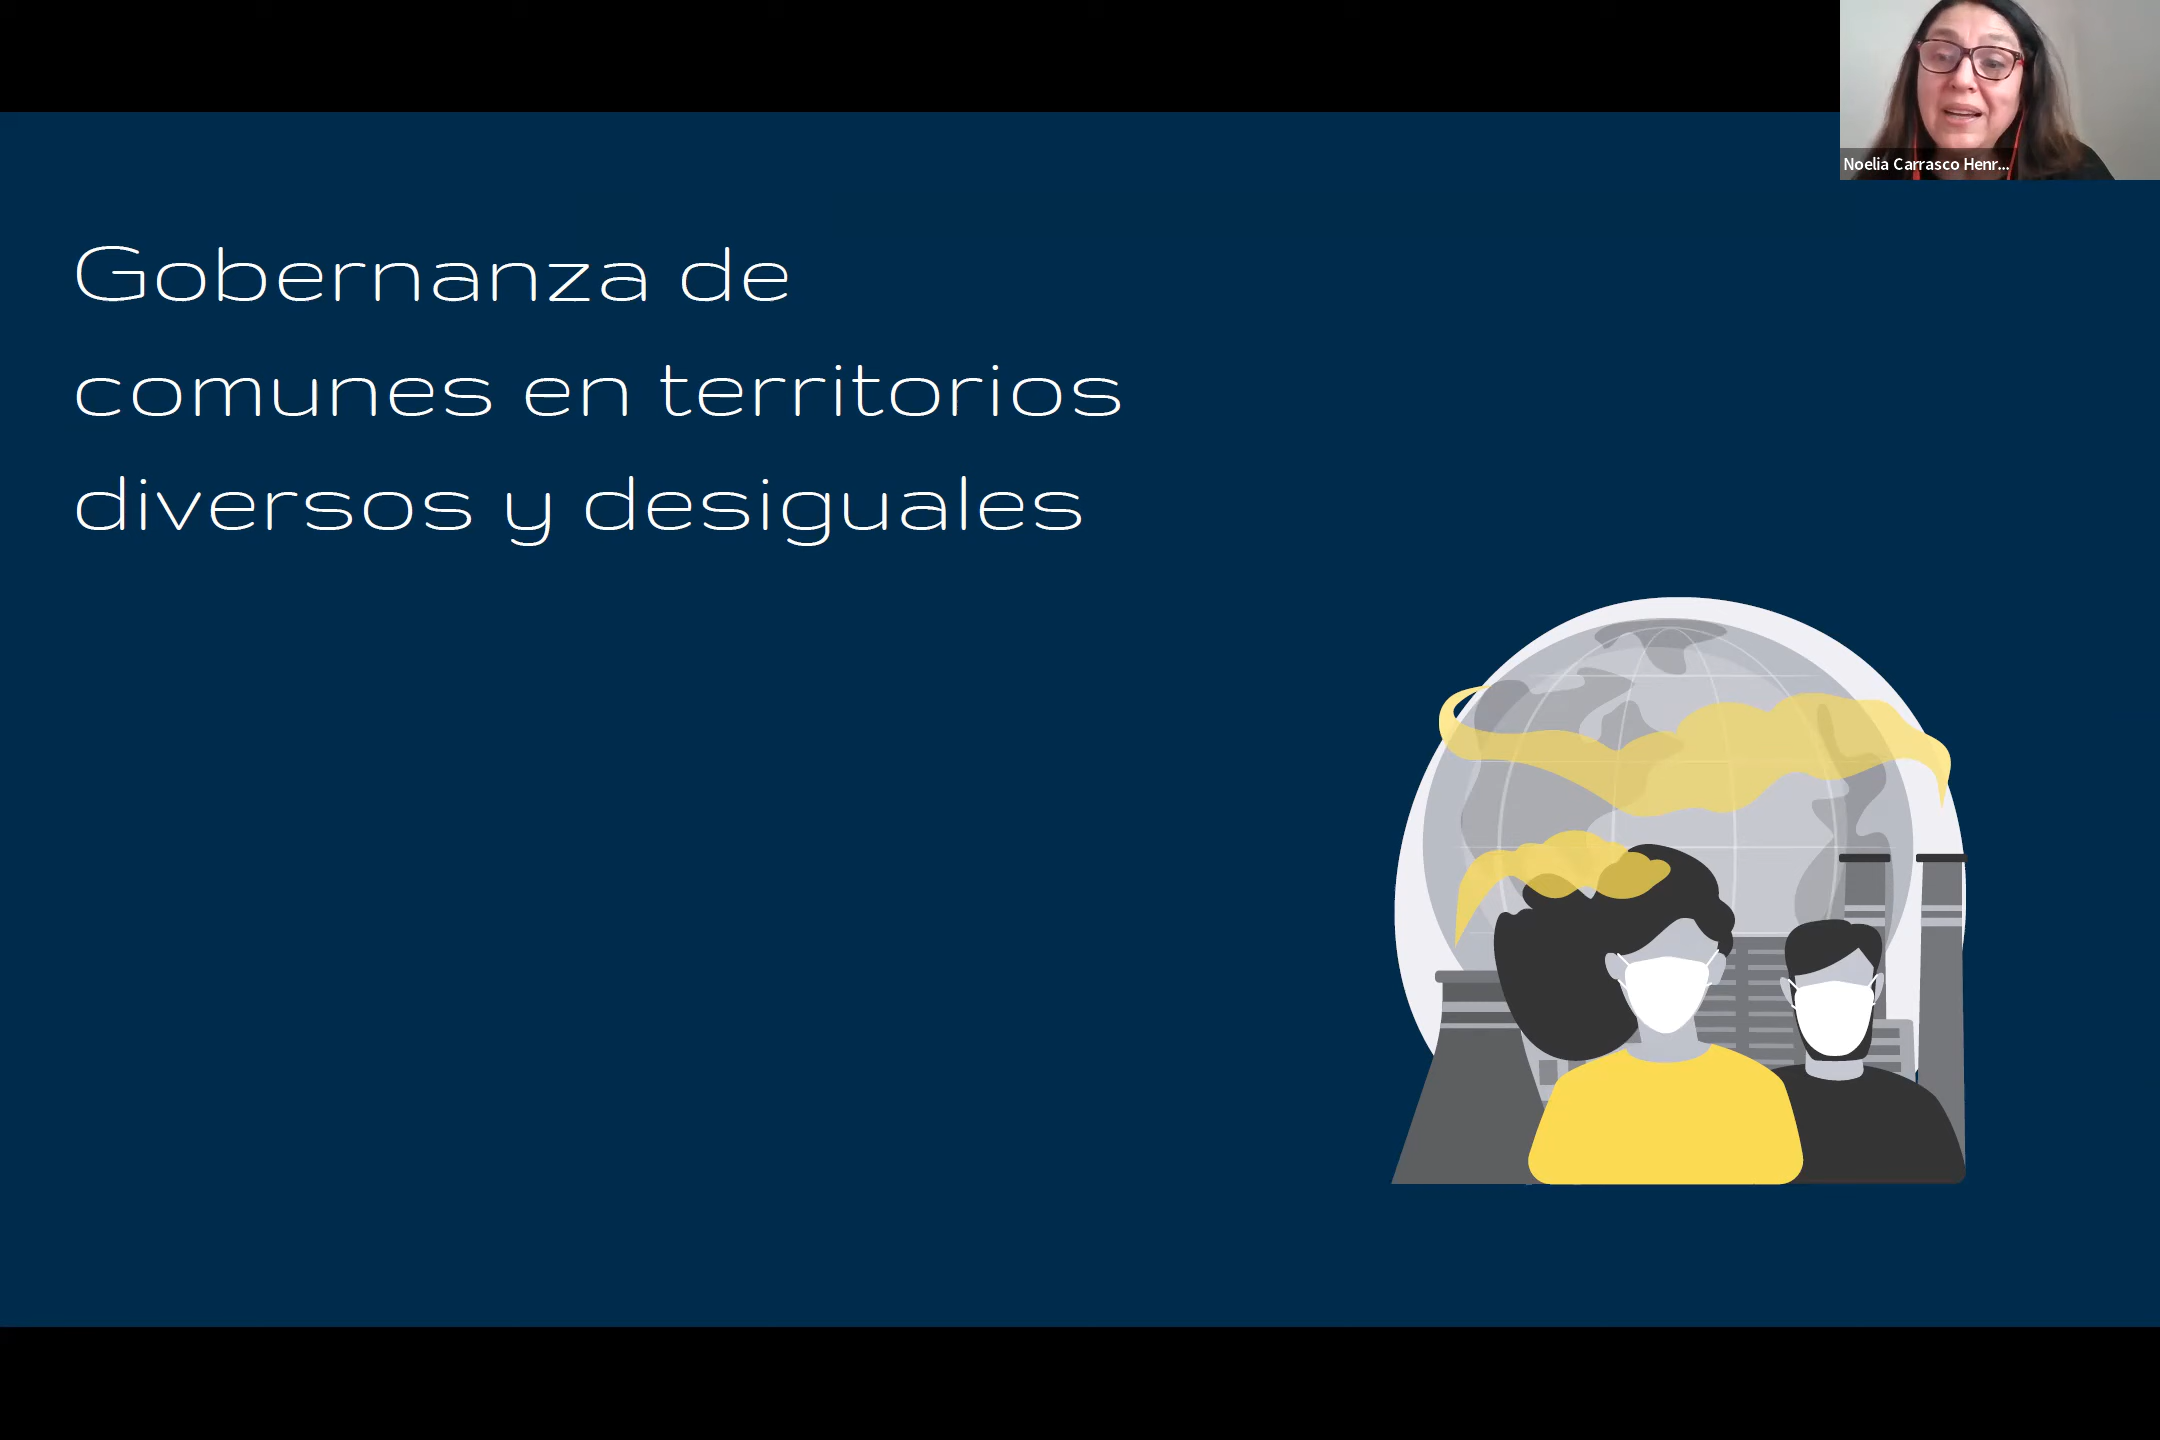 Noelia Carrasco Henr...
Gobernanza de
comunes en territorios
diversos y desiguales